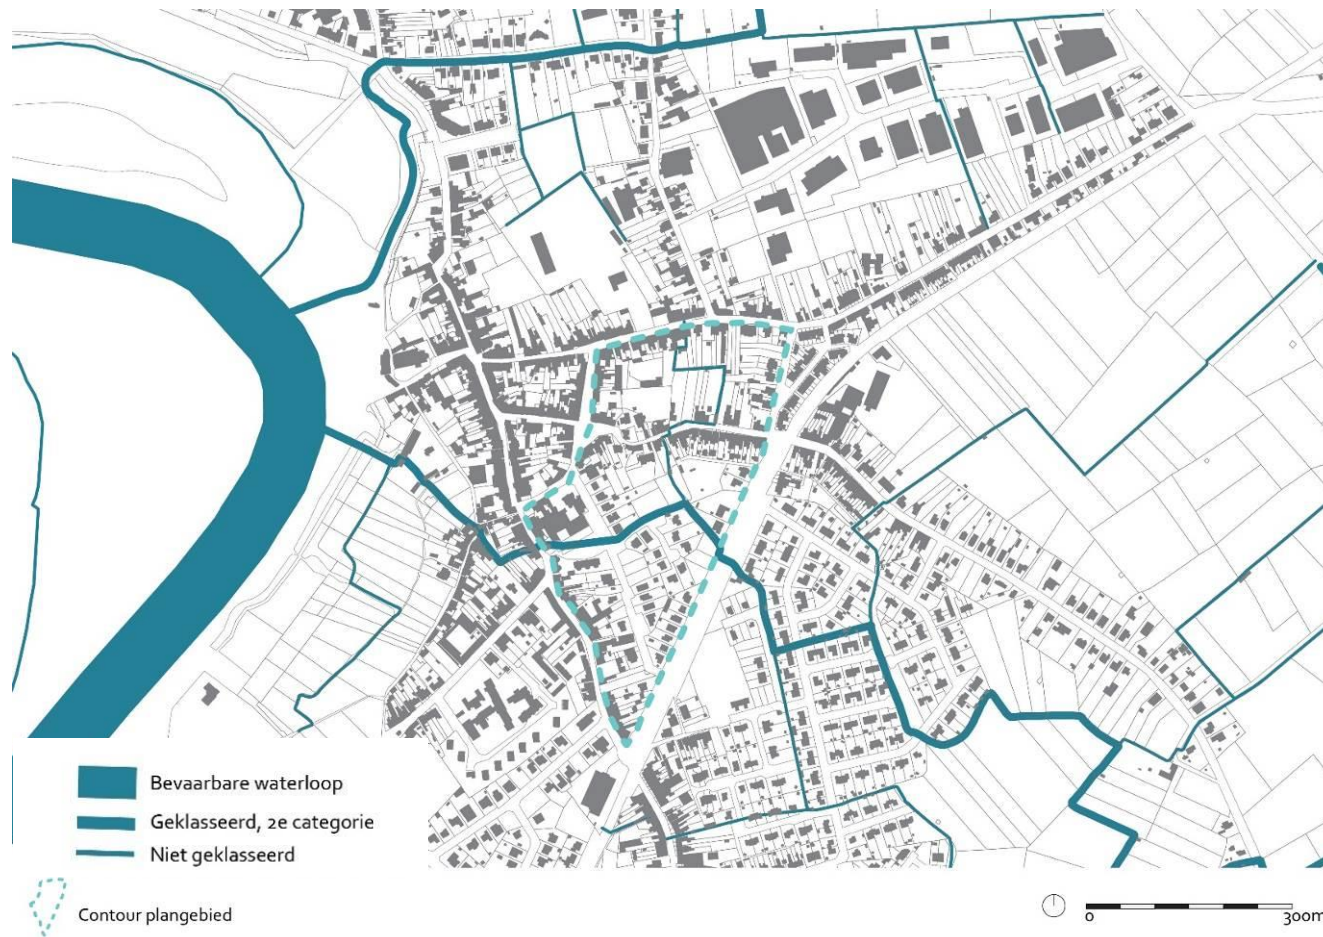 Bevaarbare waterloop
Geklasseerd, 2e categorie
Niet geklasseerd
Contour plangebied
0 300m